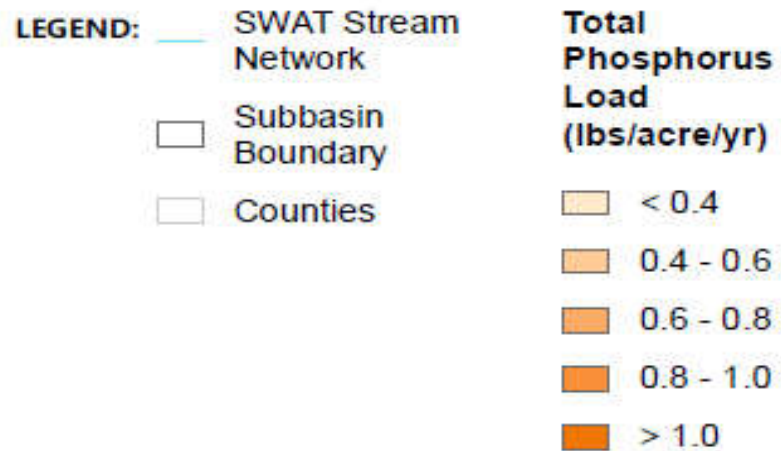 LEGEND:
SWAT Stream
Network
Subbasin
Boundary
Counties
Total
Phosphorus
Load
(lbs/acre/yr)
< 0.4
0.4 - 0.6
0.6 - 0.8
0.8 - 1.0
> 1.0